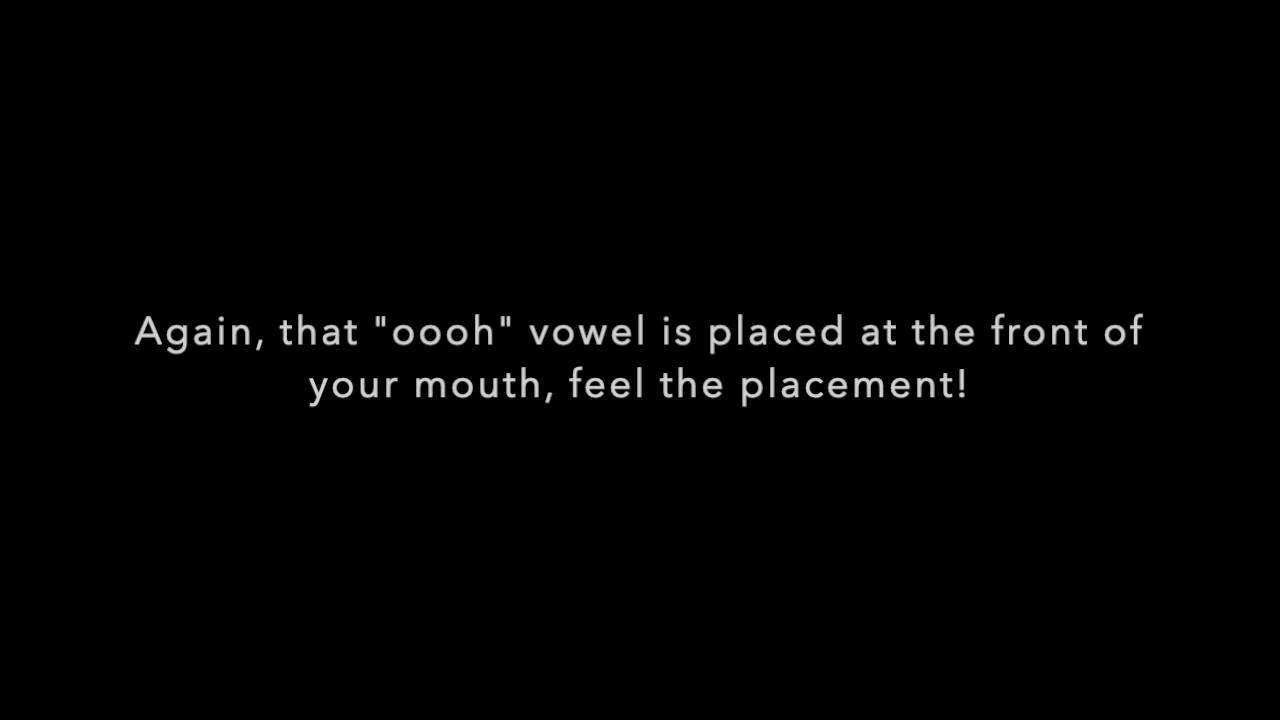 Again, that "oooh" vowel is placed at the front of
your mouth, feel the placement!